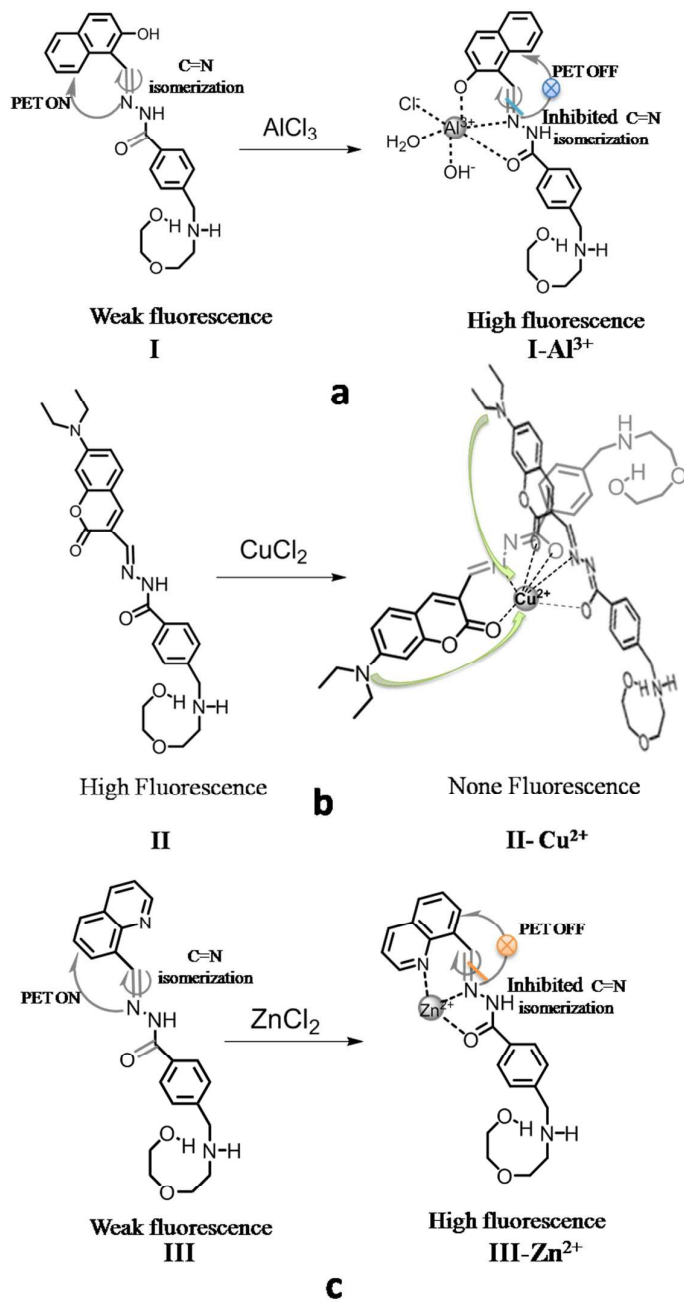 OH
C=N
isomerization
PET ON
N
NH
O
O
H
N-H
O
AlCl3
PET OFF
O
Cl-
Al3+
Inhibited C=N
isomerization
N
NH
H2O
OH-
O
O
H
N-H
O
Weak fluorescence
I
High fluorescence
I-Al3+
a
N
O
O
N
NH
O
O
H
N
H
O
High Fluorescence
II
CuCl2
N
N
H
O
H
O
O
O
O
N
N
N
N
Cu2+
O
O
O
N
O
H
N
H
O
None Fluorescence
II- Cu2+
b
N
C=N
isomerization
PET ON
N
NH
O
O
H
N-H
O
ZnCl2
PET OFF
N
Inhibited C=N
isomerization
Zn2+
N
NH
O
O
H
N-H
O
Weak fluorescence
III
High fluorescence
III-Zn2+
c